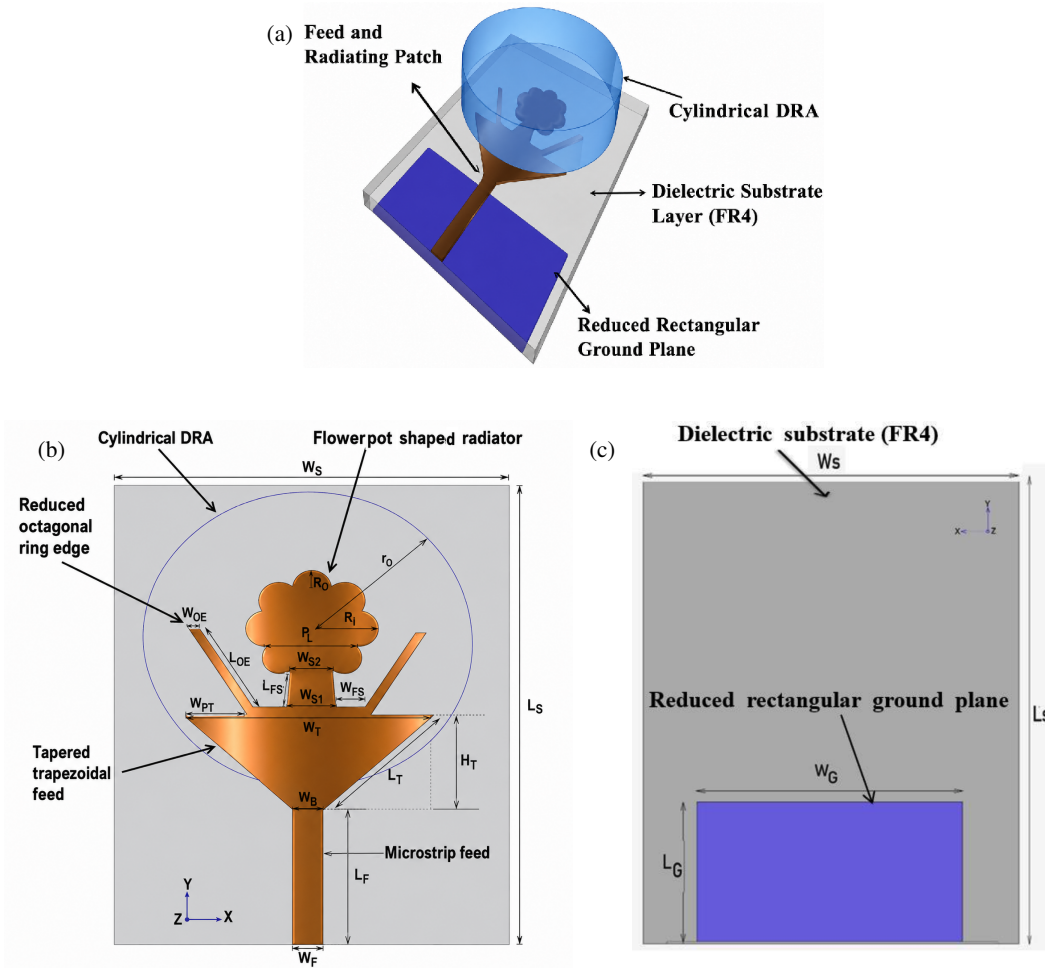 (a)
Feed and
Radiating Patch
Cylindrical DRA
Dielectric Substrate
Layer (FR4)
Reduced Rectangular
Ground Plane
(b)
Cylindrical DRA
Flowerpot shaped radiator
W_S
Reduced
octagonal
ring edge
r_O
R_O
W_OE
R_I
P_L
L_OE
W_S2
L_FS
W_S1
W_FS
W_PT
W_T
L_S
Tapered
trapezoidal
feed
L_T
H_T
W_B
Microstrip feed
L_F
Y
Z
X
W_F
(c)
Dielectric substrate (FR4)
Ws
Y
X
Z
Reduced rectangular ground plane
Ls
W_G
L_G